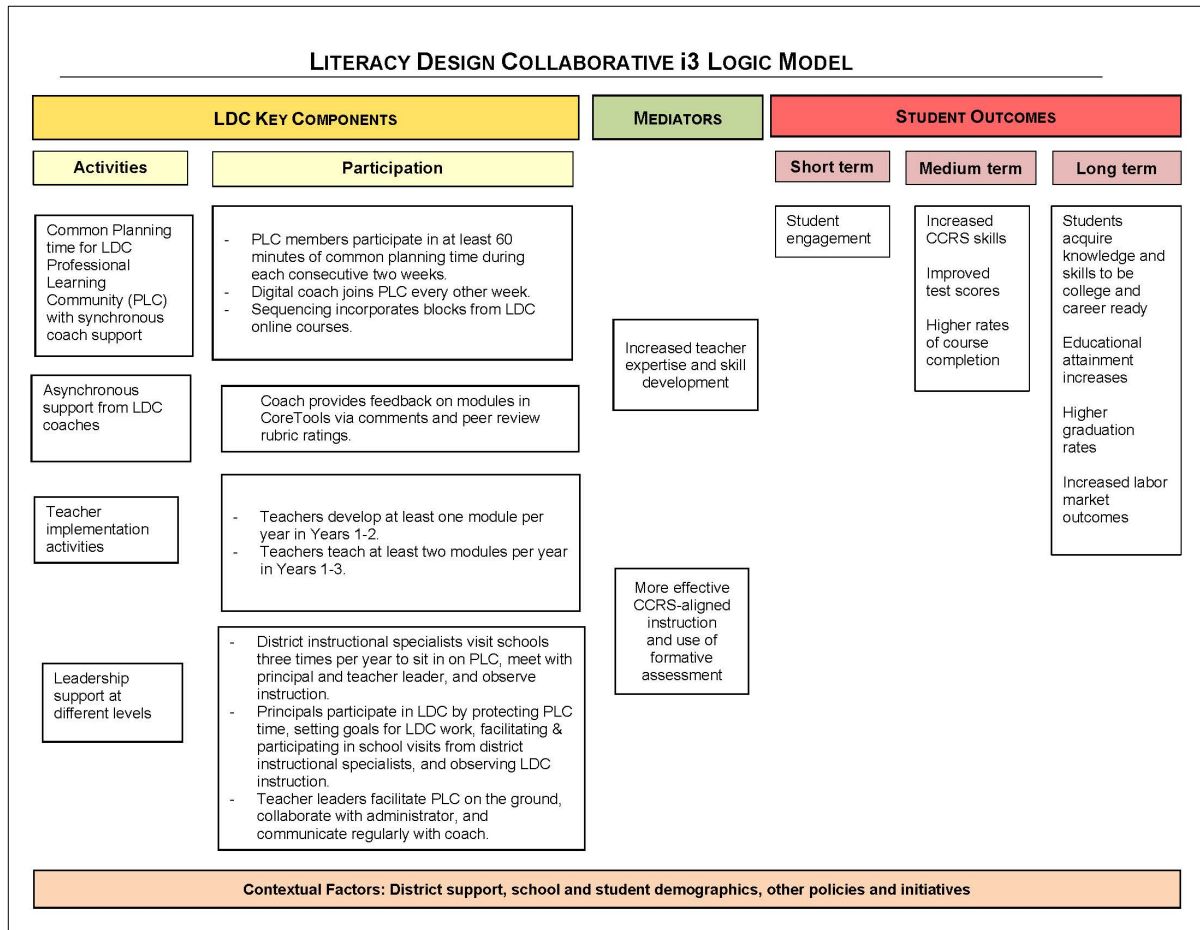 LITERACY DESIGN COLLABORATIVE i3 LOGIC MODEL
LDC KEY COMPONENTS
MEDIATORS
STUDENT OUTCOMES
Activities
Participation
Short term
Medium term
Long term
Common Planning
time for LDC
Professional
Learning
Community (PLC)
with synchronous
coach support
- PLC members participate in at least 60
minutes of common planning time during
each consecutive two weeks.
- Digital coach joins PLC every other week.
- Sequencing incorporates blocks from LDC
online courses.
Asynchronous
support from LDC
coaches
Coach provides feedback on modules in
CoreTools via comments and peer review
rubric ratings.
Teacher
implementation
activities
- Teachers develop at least one module per
year in Years 1-2.
- Teachers teach at least two modules per year
in Years 1-3.
Leadership
support at
different levels
- District instructional specialists visit schools
three times per year to sit in on PLC, meet with
principal and teacher leader, and observe
instruction.
- Principals participate in LDC by protecting PLC
time, setting goals for LDC work, facilitating &
participating in school visits from district
instructional specialists, and observing LDC
instruction.
- Teacher leaders facilitate PLC on the ground,
collaborate with administrator, and
communicate regularly with coach.
Increased teacher
expertise and skill
development
More effective
CCRS-aligned
instruction
and use of
formative
assessment
Student
engagement
Increased
CCRS skills
Improved
test scores
Higher rates
of course
completion
Students
acquire
knowledge and
skills to be
college and
career ready
Educational
attainment
increases
Higher
graduation
rates
Increased labor
market
outcomes
Contextual Factors: District support, school and student demographics, other policies and initiatives